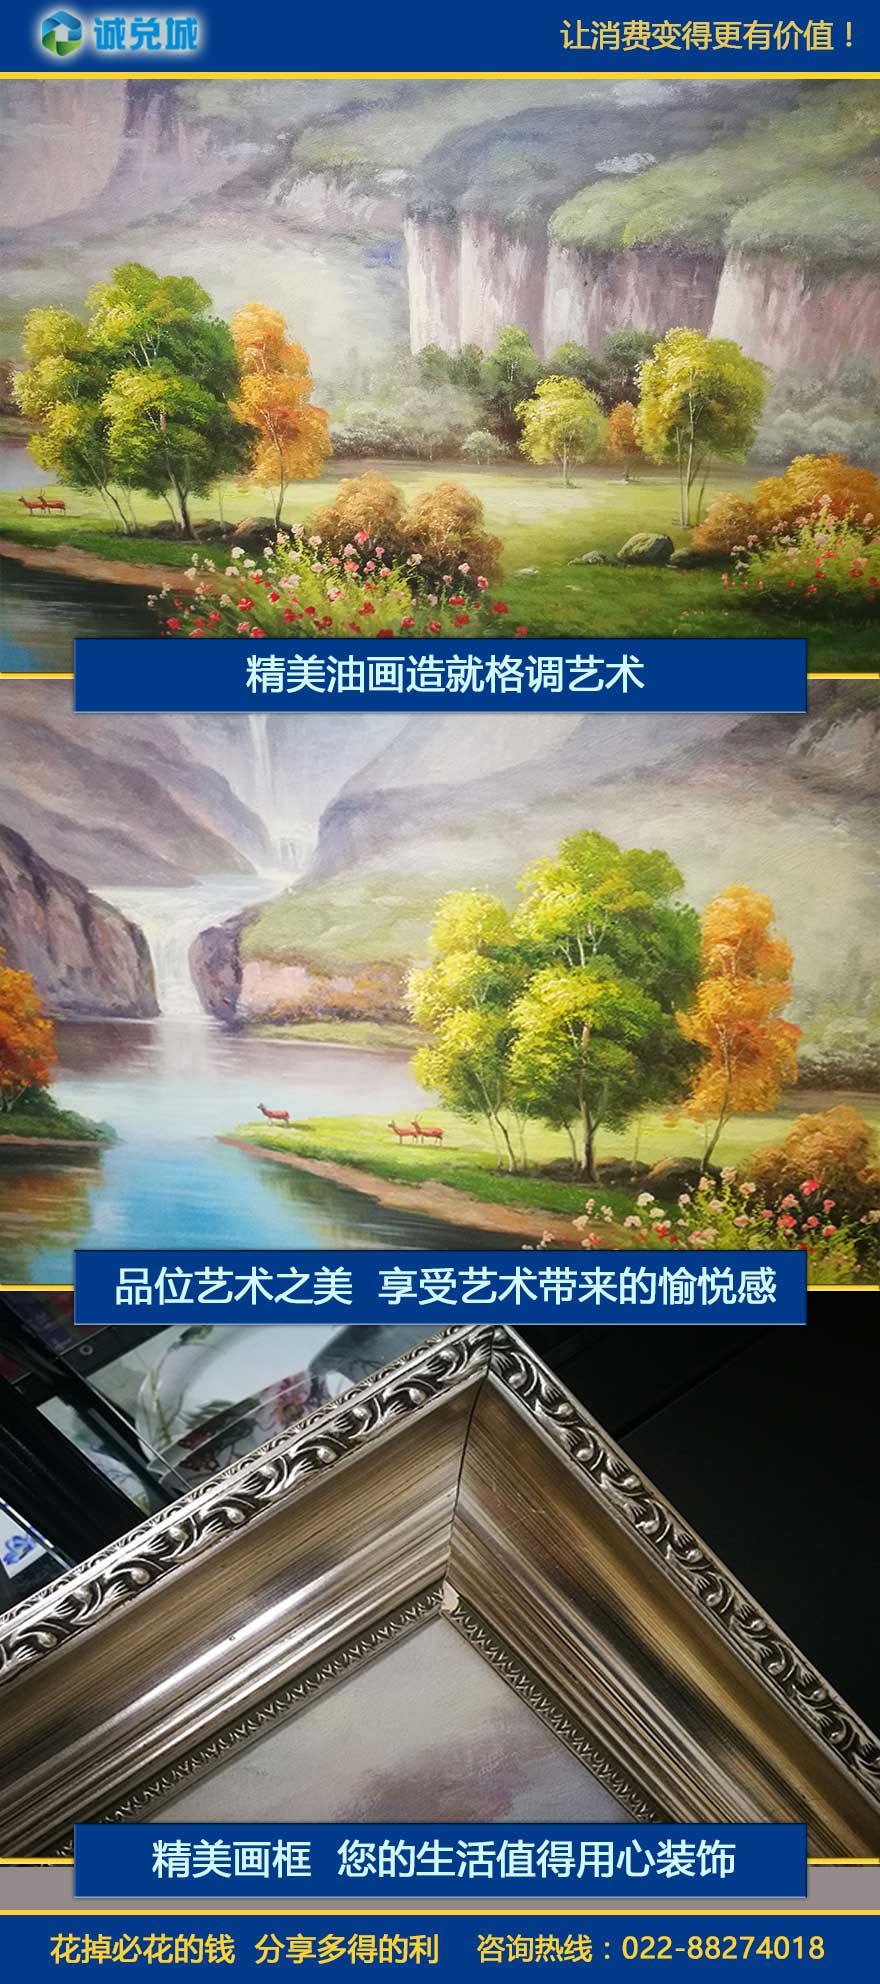 诚兑城
让消费变得更有价值！
精美油画造就格调艺术
品位艺术之美 享受艺术带来的愉悦感
精美画框 您的生活值得用心装饰
花掉必花的钱 分享多得的利 咨询热线：022-88274018